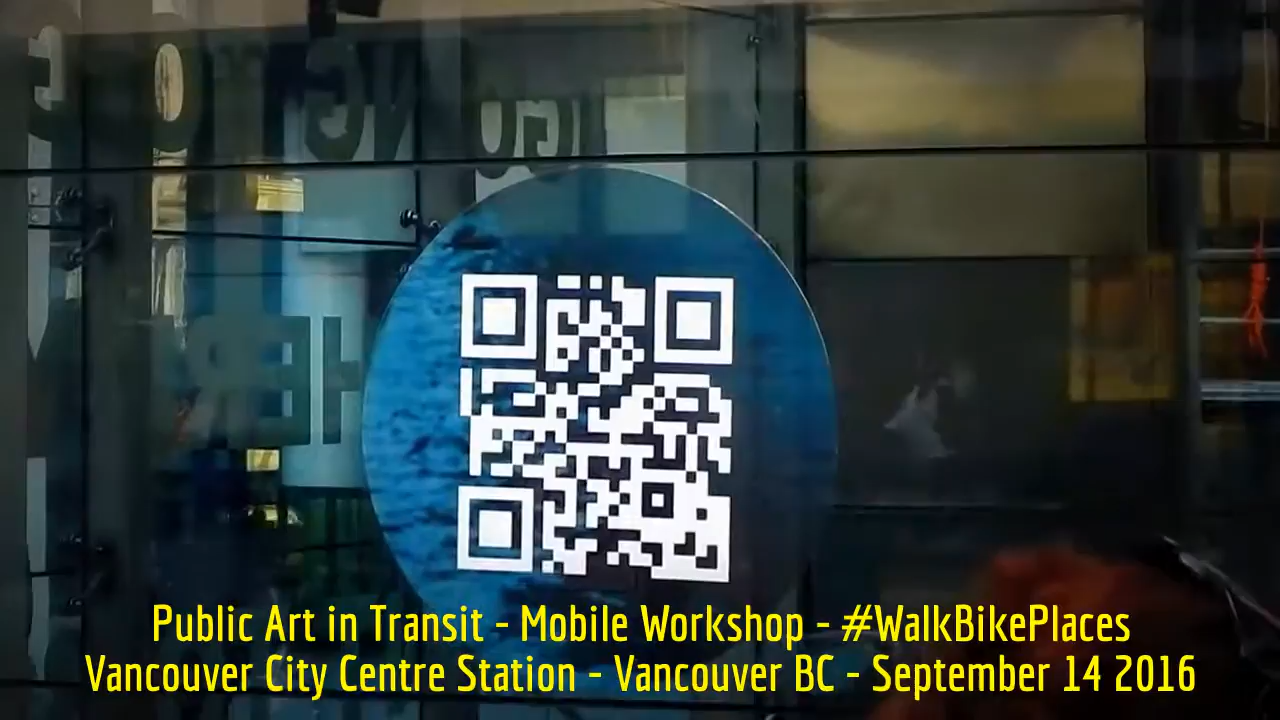 Public Art in Transit - Mobile Workshop - #WalkBikePlaces
Vancouver City Centre Station - Vancouver BC - September 14 2016